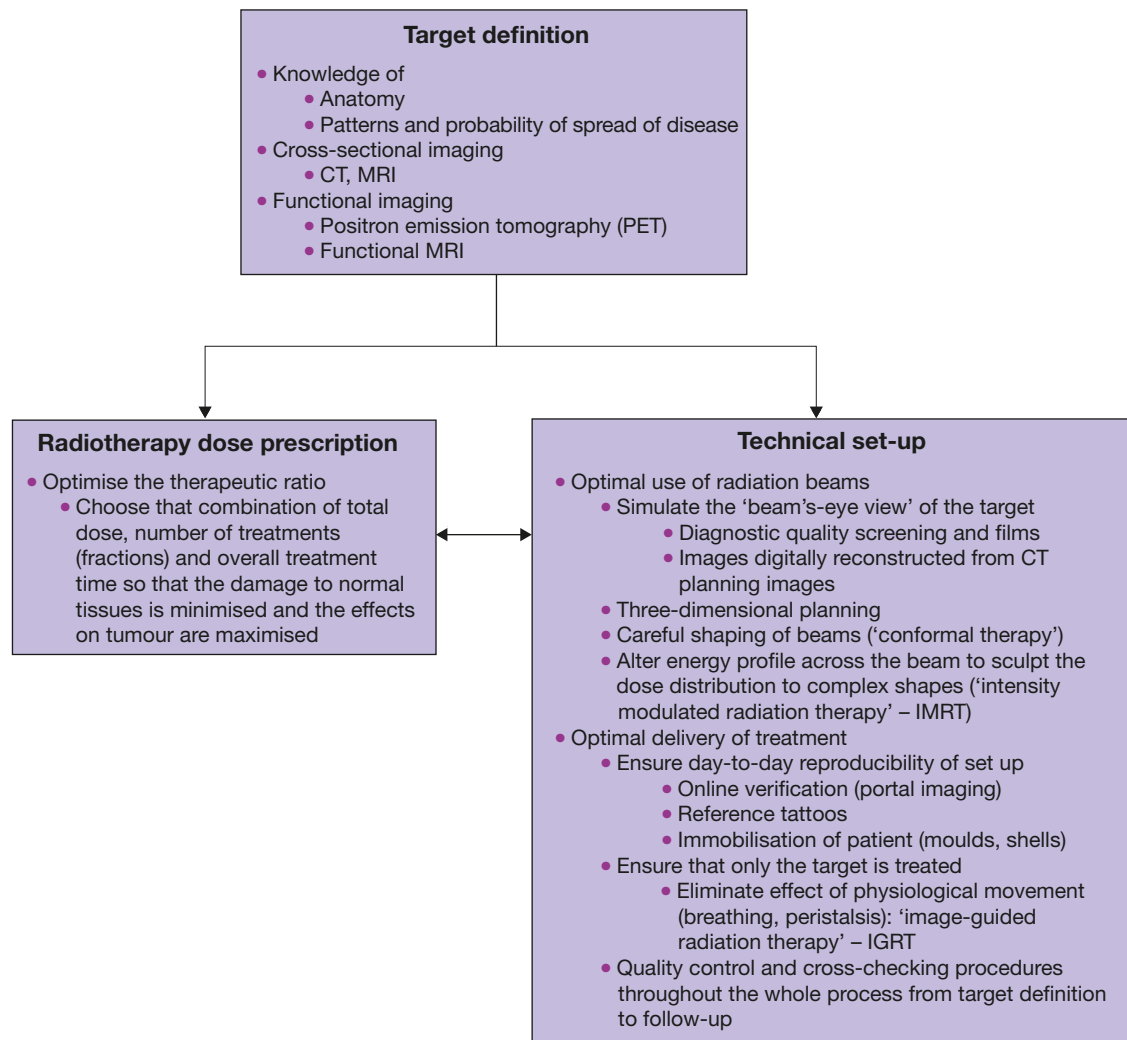 Target definition
• Knowledge of
• Anatomy
• Patterns and probability of spread of disease
• Cross-sectional imaging
• CT, MRI
• Functional imaging
• Positron emission tomography (PET)
• Functional MRI
Radiotherapy dose prescription
• Optimise the therapeutic ratio
• Choose that combination of total
dose, number of treatments
(fractions) and overall treatment
time so that the damage to normal
tissues is minimised and the effects
on tumour are maximised
Technical set-up
• Optimal use of radiation beams
• Simulate the ‘beam’s-eye view’ of the target
• Diagnostic quality screening and films
• Images digitally reconstructed from CT
planning images
• Three-dimensional planning
• Careful shaping of beams (‘conformal therapy’)
• Alter energy profile across the beam to sculpt the
dose distribution to complex shapes (‘intensity
modulated radiation therapy’ – IMRT)
• Optimal delivery of treatment
• Ensure day-to-day reproducibility of set up
• Online verification (portal imaging)
• Reference tattoos
• Immobilisation of patient (moulds, shells)
• Ensure that only the target is treated
• Eliminate effect of physiological movement
(breathing, peristalsis): ‘image-guided
radiation therapy’ – IGRT
• Quality control and cross-checking procedures
throughout the whole process from target definition
to follow-up